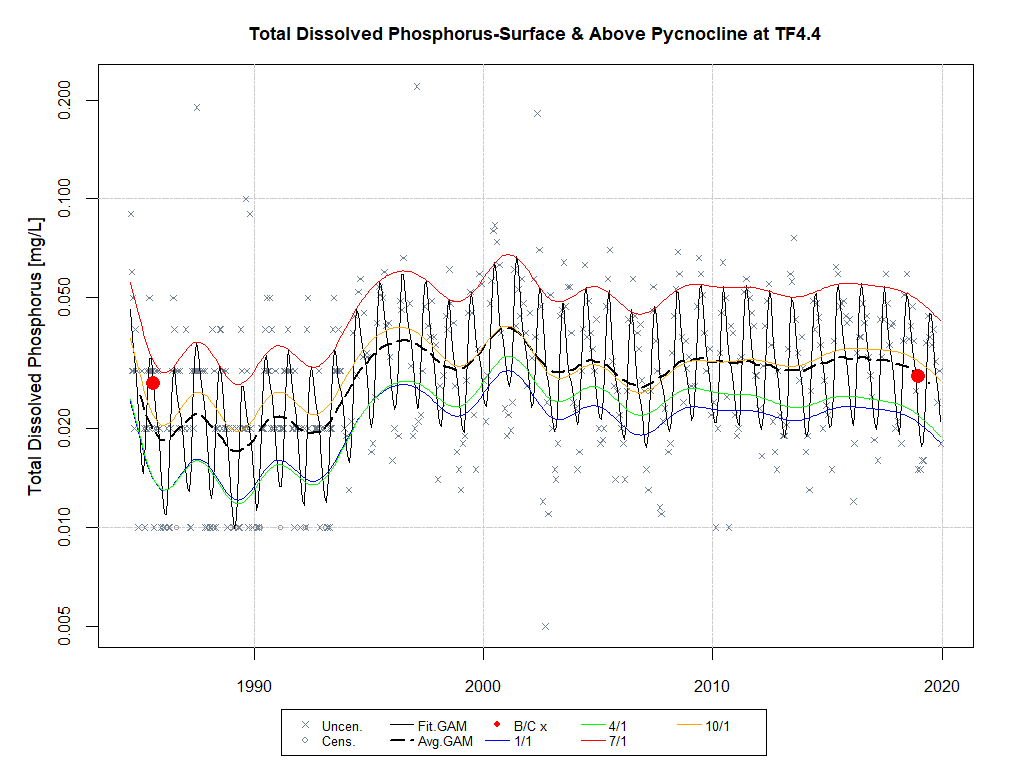 Total Dissolved Phosphorus-Surface & Above Pycnocline at TF4.4
Total Dissolved Phosphorus [mg/L]
0.200
0.100
0.050
0.020
0.010
0.005
1990 2000 2010 2020
Uncen. Fit.GAM B/C x 4/1 10/1
Cens. Avg.GAM 1/1 7/1